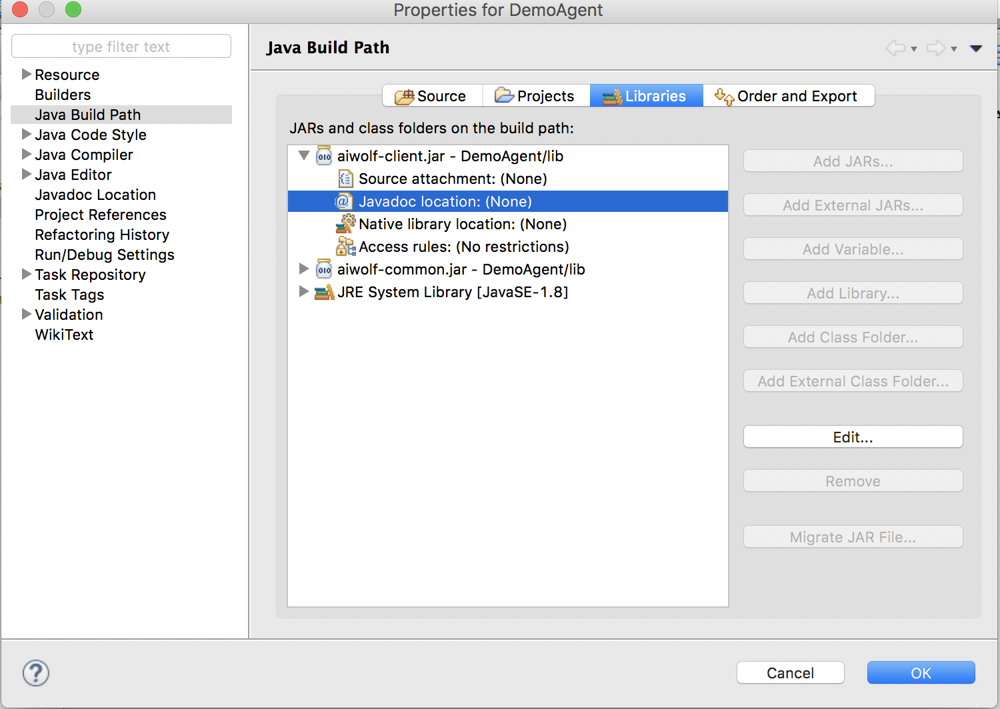 Properties for DemoAgent
type filter text
Resource
Builders
Java Build Path
Java Code Style
Java Compiler
Java Editor
Javadoc Location
Project References
Refactoring History
Run/Debug Settings
Task Repository
Task Tags
Validation
WikiText
Java Build Path
Source
Projects
Libraries
Order and Export
JARs and class folders on the build path:
aiwolf-client.jar - DemoAgent/lib
Source attachment: (None)
Javadoc location: (None)
Native library location: (None)
Access rules: (No restrictions)
aiwolf-common.jar - DemoAgent/lib
JRE System Library [JavaSE-1.8]
Add JARs...
Add External JARs...
Add Variable...
Add Library...
Add Class Folder...
Add External Class Folder...
Edit...
Remove
Migrate JAR File...
?
Cancel
OK